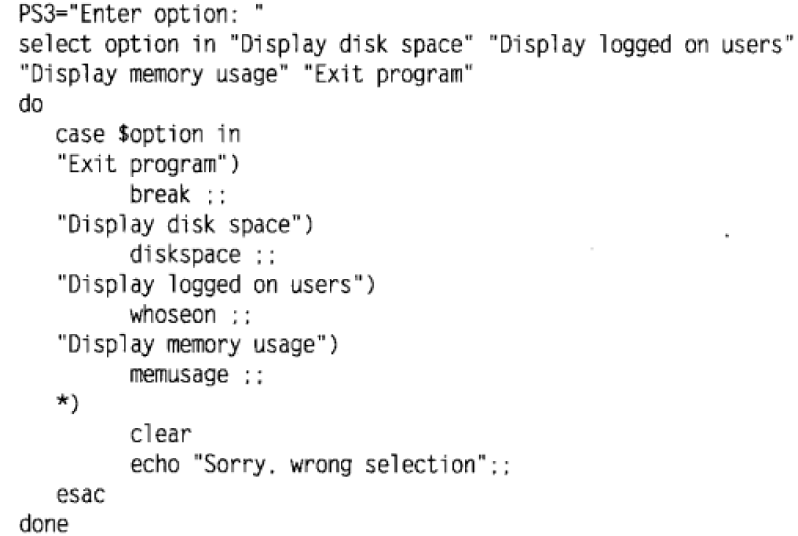 PS3="Enter option: "
select option in "Display disk space" "Display logged on users"
"Display memory usage" "Exit program"
do
   case $option in
   "Exit program")
         break ;;
   "Display disk space")
         diskspace ;;
   "Display logged on users")
         whoseon ;;
   "Display memory usage")
         memusage ;;
   *)
         clear
         echo "Sorry, wrong selection";;
   esac
done